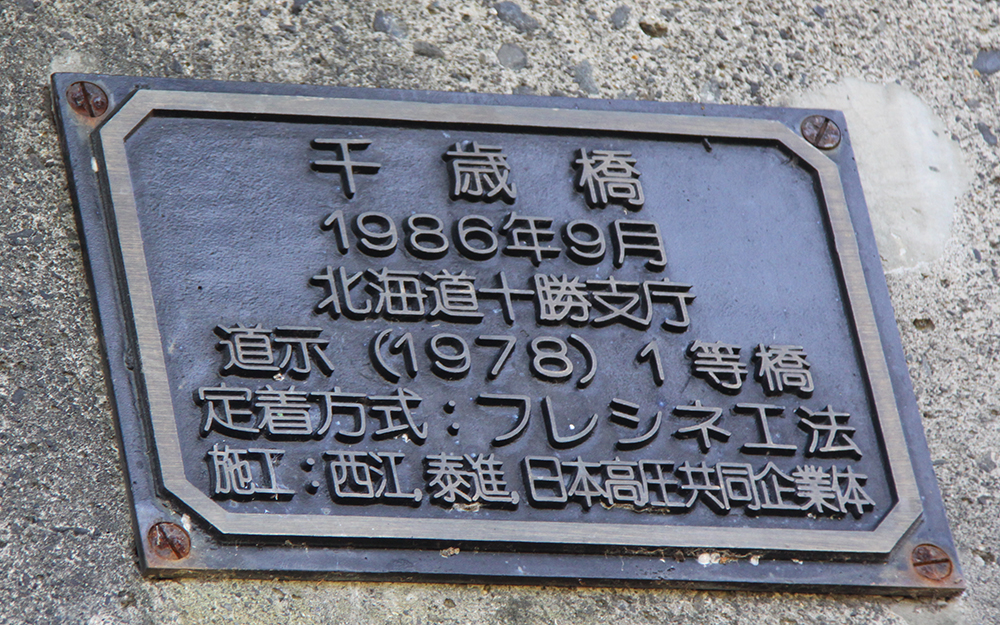 千歳橋
1986年9月
北海道十勝支庁
道示(1978)1等橋
定着方式:フレシネ工法
施工:西江,泰進,日本高圧共同企業体